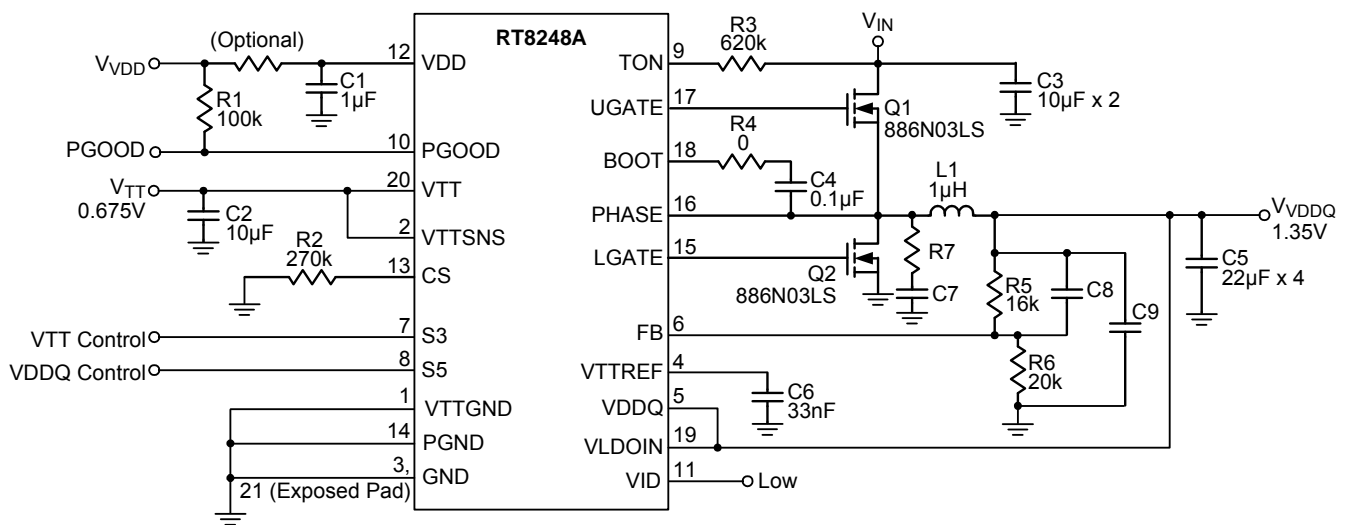 (Optional)
V_VDD
12
VDD
C1
1µF
R1
100k
PGOOD
10
PGOOD
V_TT
0.675V
20
VTT
C2
10µF
2
VTTSNS
R2
270k
13
CS
VTT Control
7
S3
VDDQ Control
8
S5
1
VTTGND
14
PGND
3,
GND
21 (Exposed Pad)
RT8248A
TON
9
R3
620k
V_IN
C3
10µF x 2
UGATE
17
Q1
886N03LS
BOOT
18
R4
0
C4
0.1µF
PHASE
16
L1
1µH
V_VDDQ
1.35V
LGATE
15
Q2
886N03LS
R7
C7
R5
16k
C8
C9
C5
22µF x 4
FB
6
R6
20k
VTTREF
4
C6
33nF
VDDQ
5
VLDOIN
19
VID
11
Low